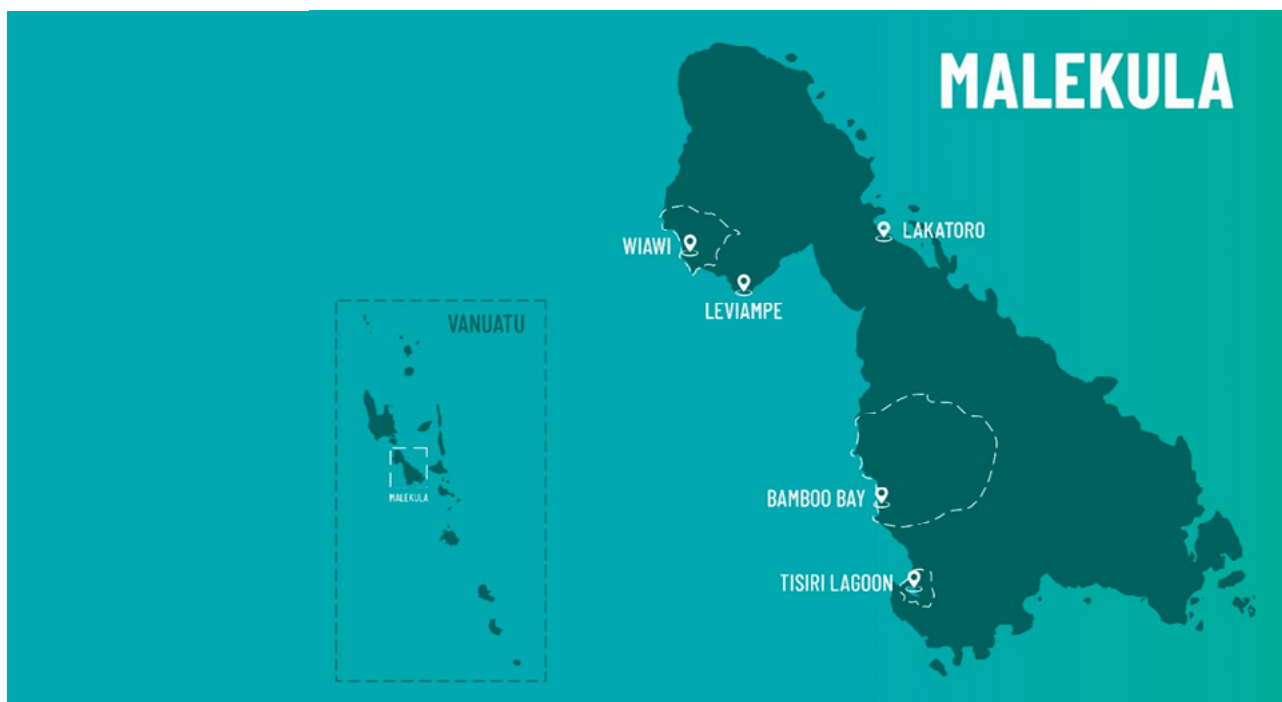 MALEKULA
LAKATORO
WIAWI
LEVIAMPE
VANUATU
MALEKULA
BAMBOO BAY
TISIRI LAGOON